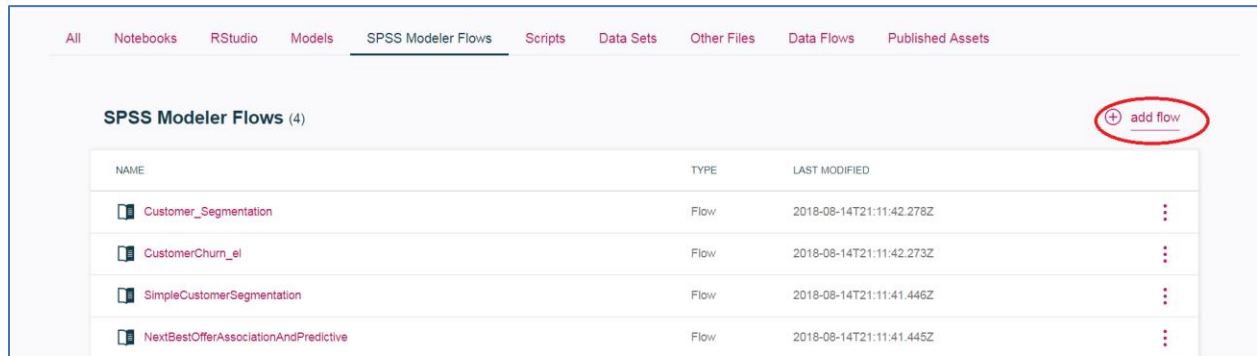 All Notebooks RStudio Models SPSS Modeler Flows Scripts Data Sets Other Files Data Flows Published Assets
SPSS Modeler Flows (4) add flow
NAME TYPE LAST MODIFIED
Customer_Segmentation Flow 2018-08-14T21:11:42.278Z
CustomerChurn_el Flow 2018-08-14T21:11:42.273Z
SimpleCustomerSegmentation Flow 2018-08-14T21:11:41.446Z
NextBestOfferAssociationAndPredictive Flow 2018-08-14T21:11:41.445Z